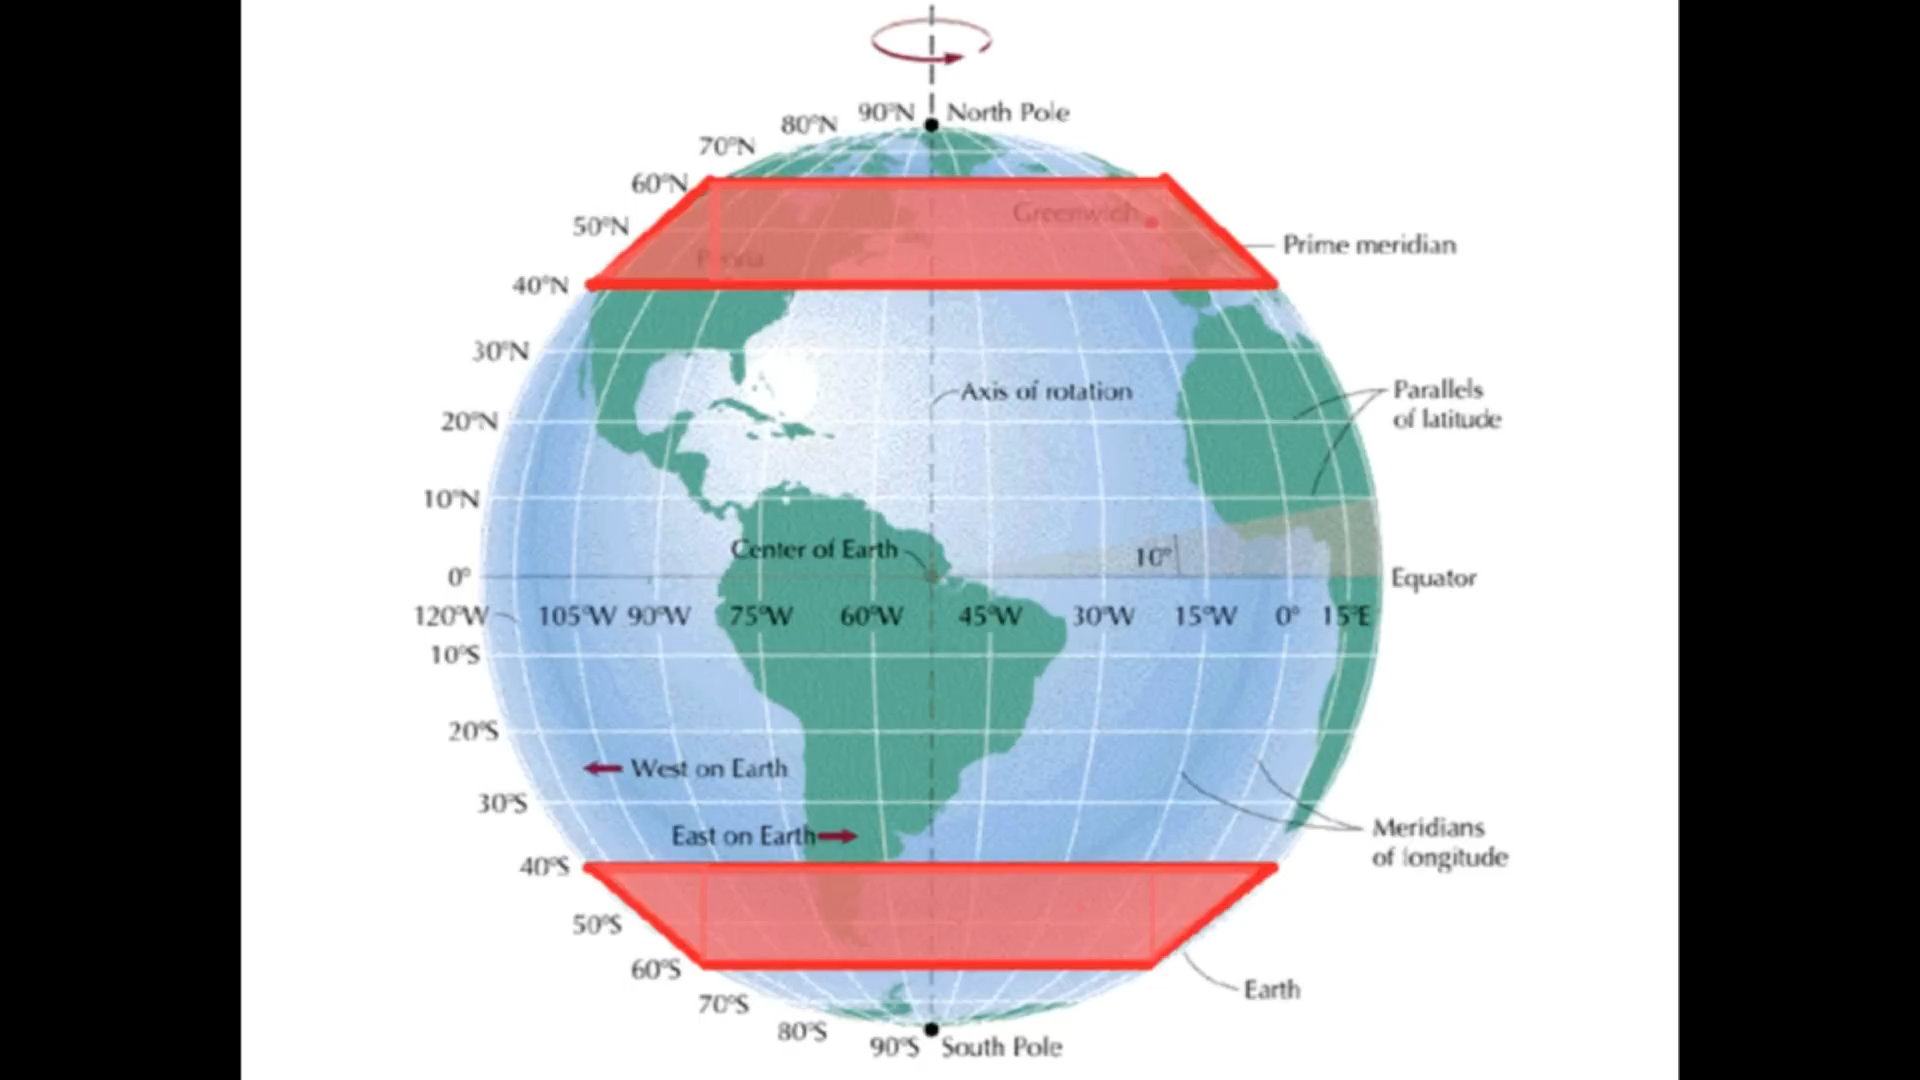 90°N North Pole
80°N
70°N
60°N
Greenwich
50°N
Prime meridian
Peoria
40°N
30°N
Axis of rotation
Parallels
of latitude
20°N
10°N
Center of Earth
10°
0°
Equator
120°W 105°W 90°W 75°W 60°W 45°W 30°W 15°W 0° 15°E
10°S
20°S
West on Earth
30°S
East on Earth
Meridians
of longitude
40°S
50°S
60°S
Earth
70°S
80°S
90°S South Pole